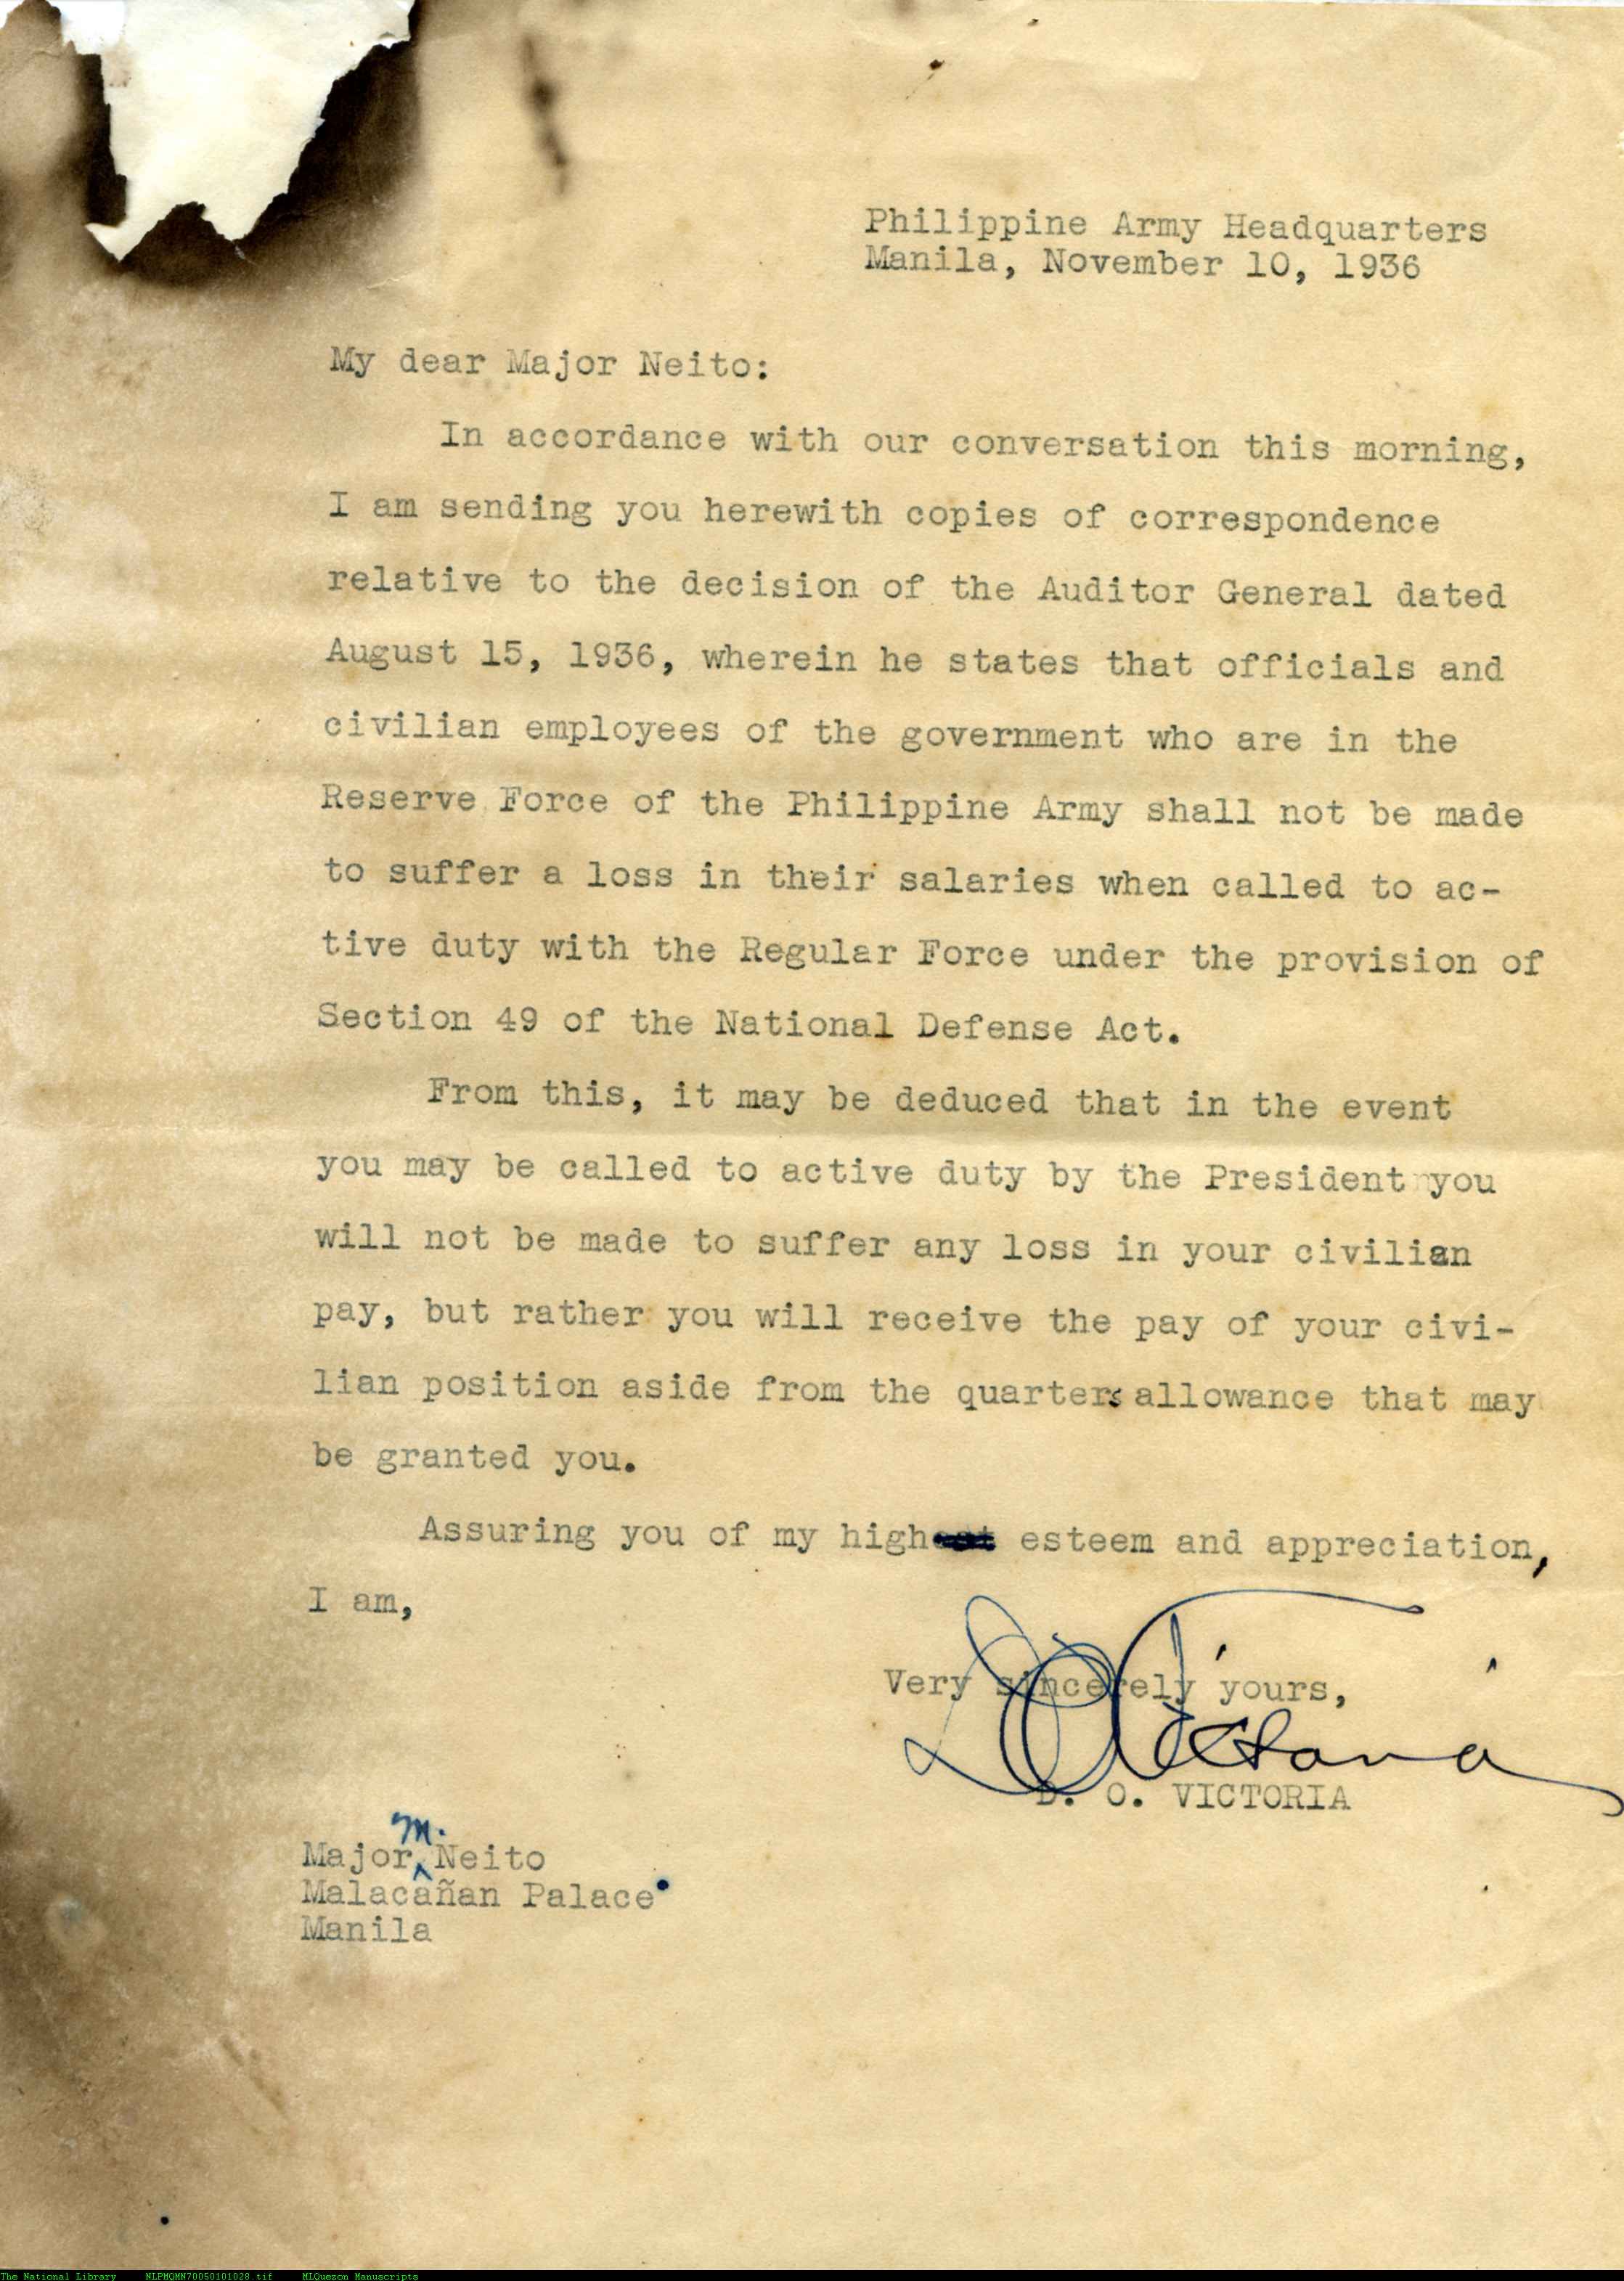 Philippine Army Headquarters
Manila, November 10, 1936
My dear Major Neito:
In accordance with our conversation this morning,
I am sending you herewith copies of correspondence
relative to the decision of the Auditor General dated
August 15, 1936, wherein he states that officials and
civilian employees of the government who are in the
Reserve Force of the Philippine Army shall not be made
to suffer a loss in their salaries when called to ac-
tive duty with the Regular Force under the provision of
Section 49 of the National Defense Act.
From this, it may be deduced that in the event
you may be called to active duty by the President you
will not be made to suffer any loss in your civilian
pay, but rather you will receive the pay of your civi-
lian position aside from the quarters allowance that may
be granted you.
Assuring you of my high esteem and appreciation,
I am,
Very sincerely yours,
D O Victoria
D. O. VICTORIA
Major M. Neito
Malacañan Palace
Manila
The National Library NLPMQMN70050101028.tif MLQuezon Manuscripts